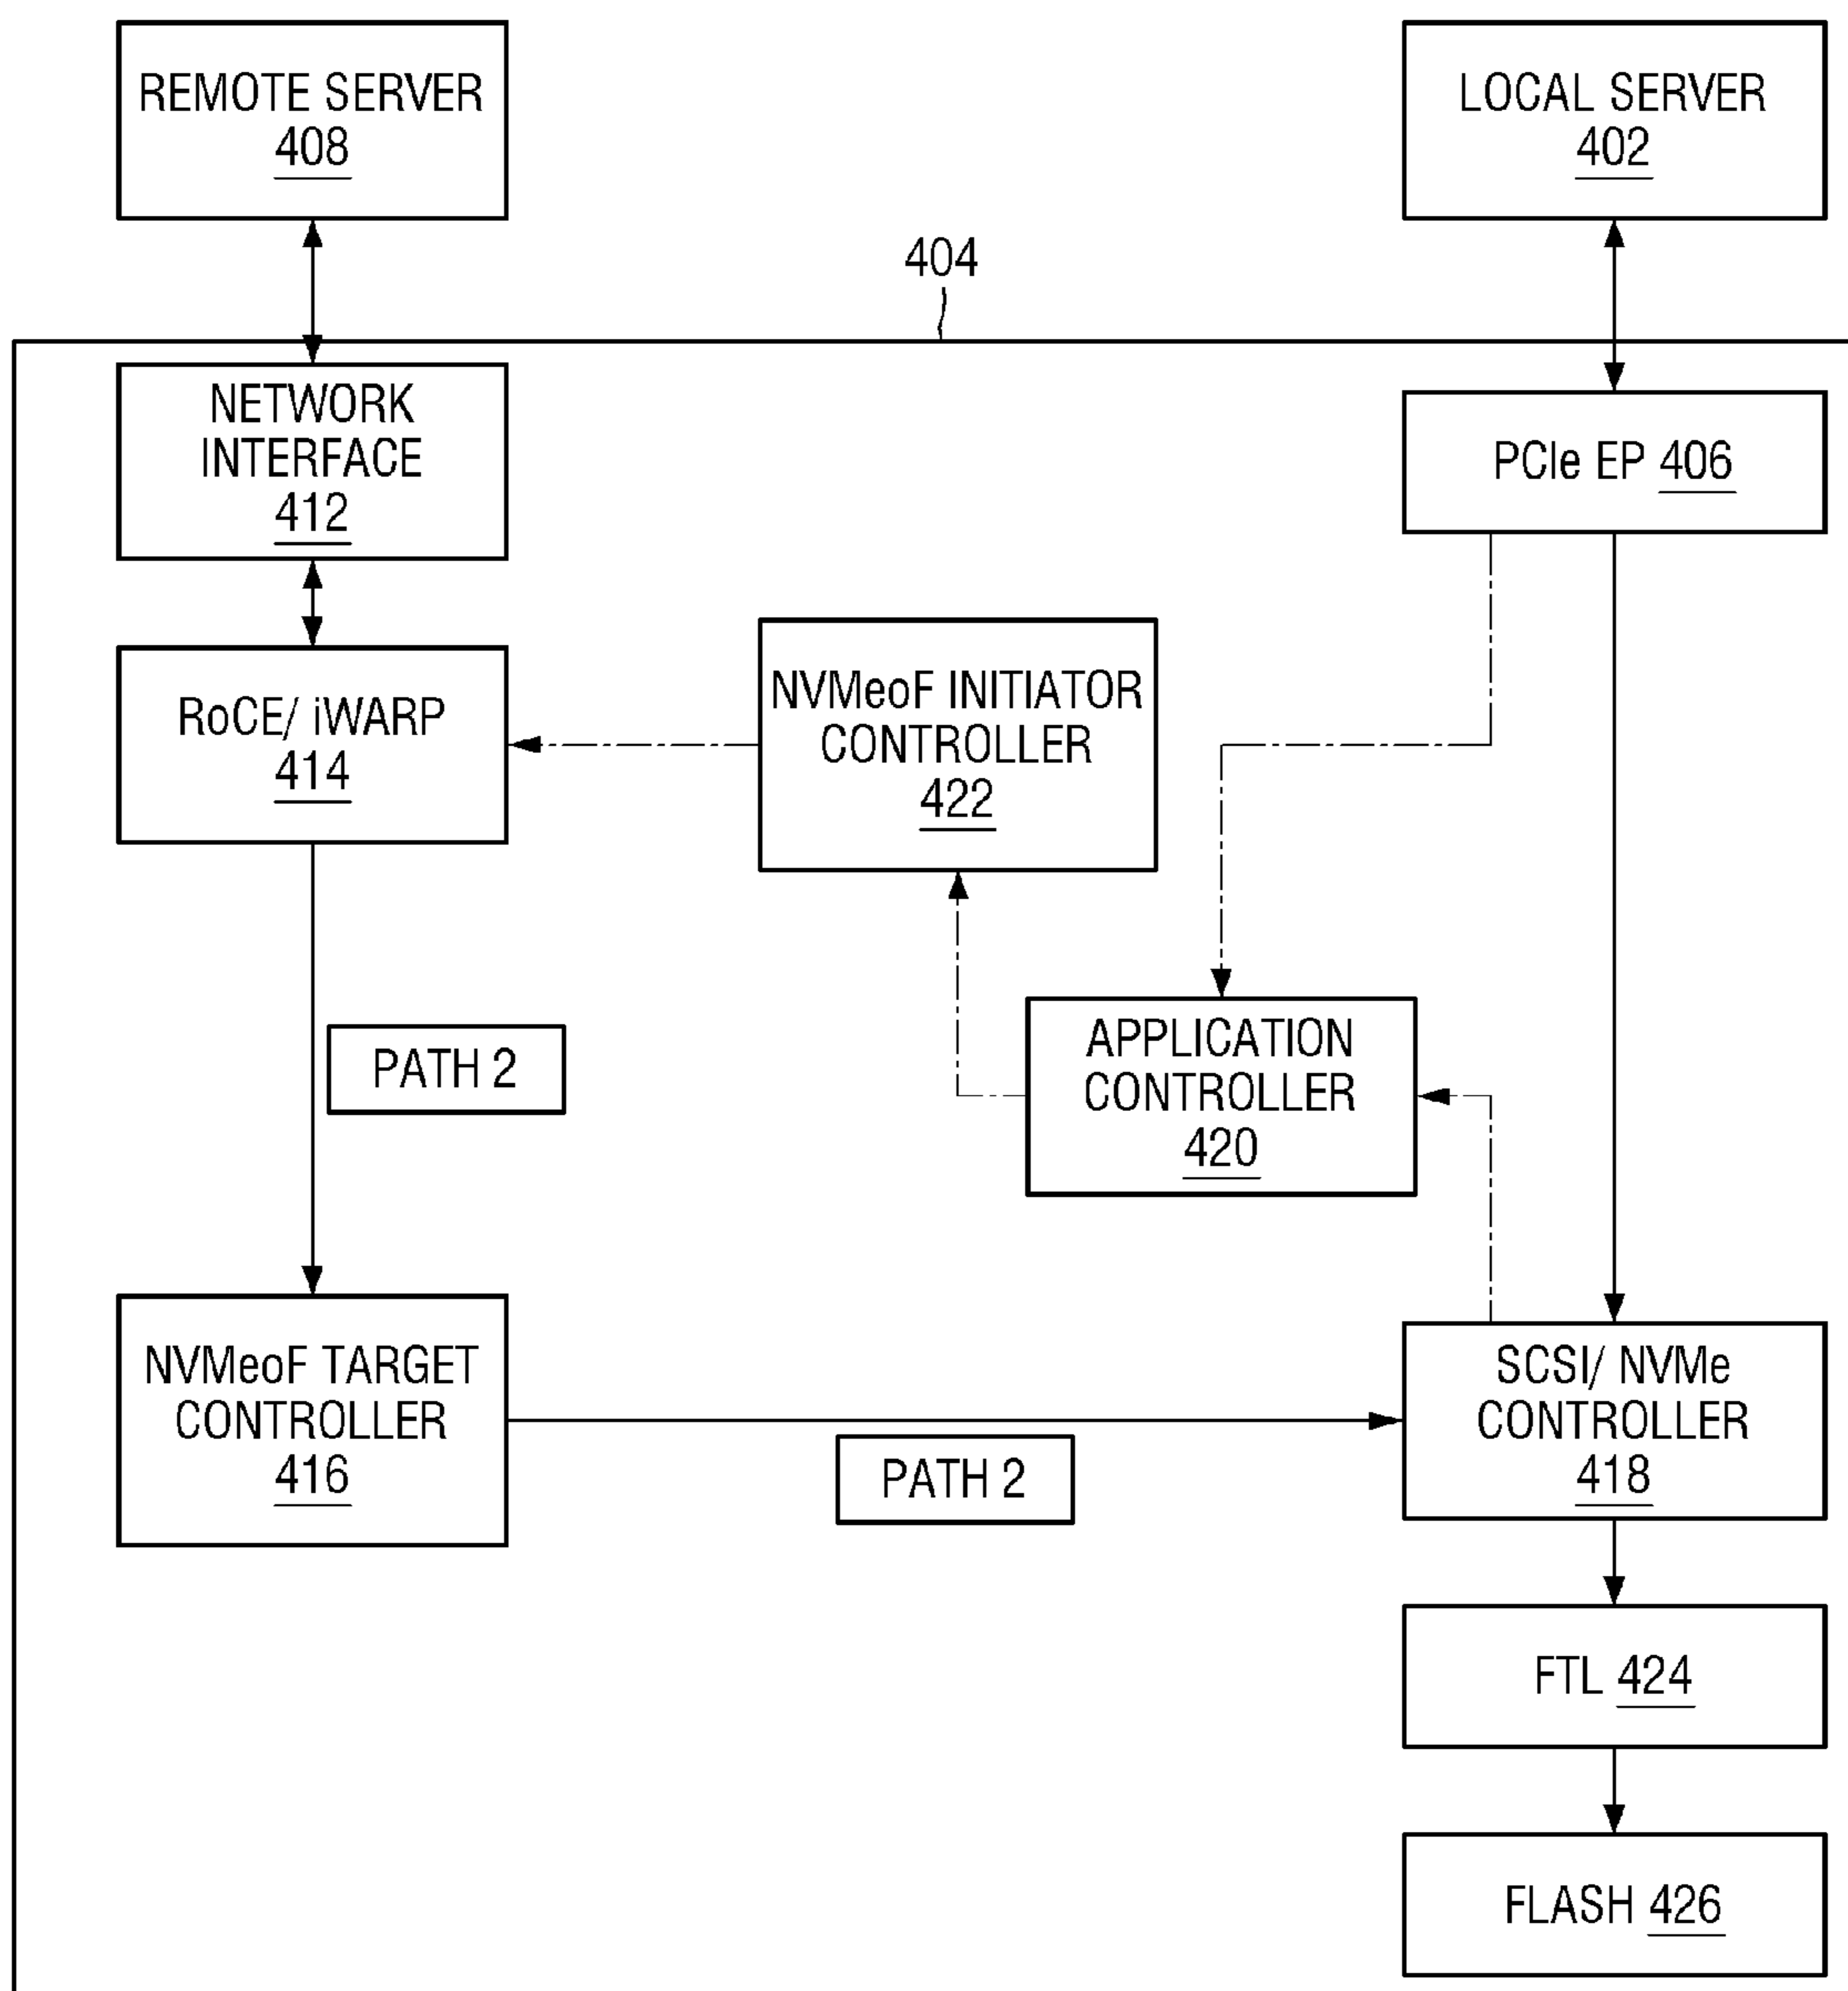 REMOTE SERVER
408
LOCAL SERVER
402
404
NETWORK
INTERFACE
412
PCIe EP 406
RoCE/ iWARP
414
NVMeoF INITIATOR
CONTROLLER
422
APPLICATION
CONTROLLER
420
PATH 2
NVMeoF TARGET
CONTROLLER
416
PATH 2
SCSI/ NVMe
CONTROLLER
418
FTL 424
FLASH 426